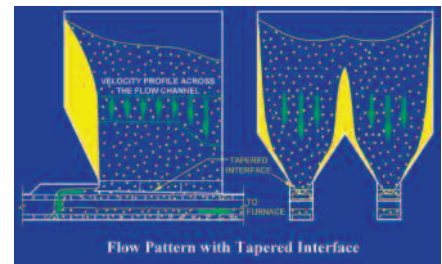 VELOCITY PROFILE ACROSS
THE FLOW CHANNEL
TAPERED
INTERFACE
TO
FURNACE
Flow Pattern with Tapered Interface